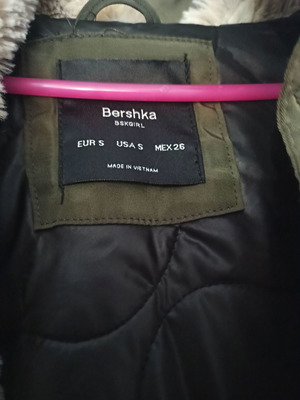 Bershka
BSKGIRL
EUR S USA S MEX 26
MADE IN VIETNAM